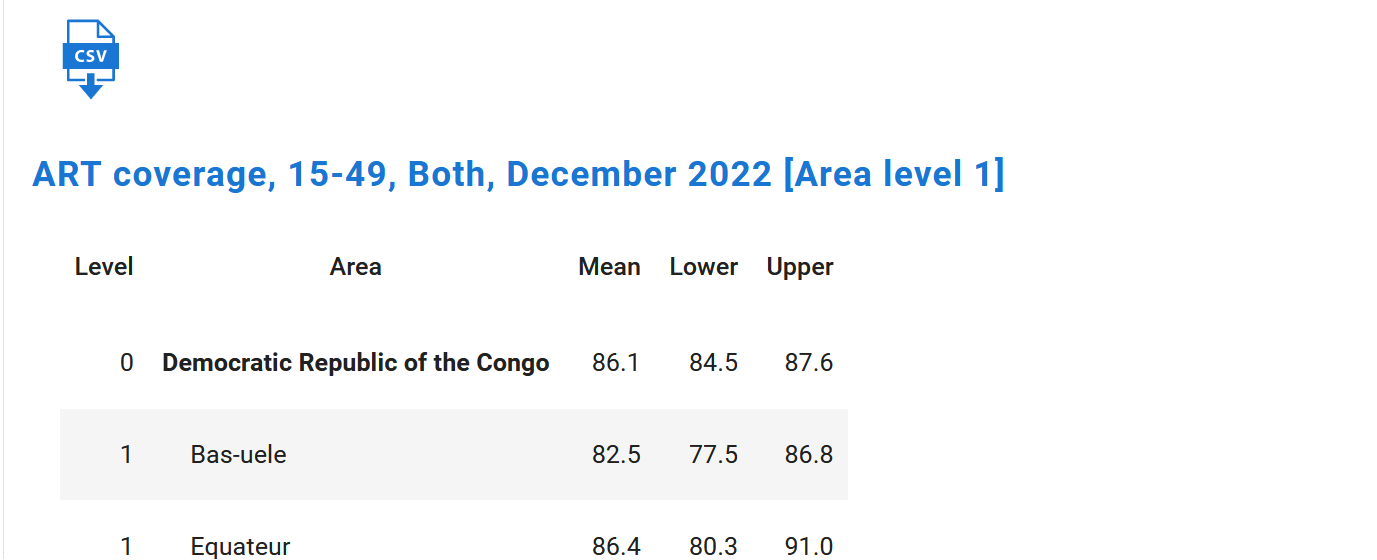 CSV
ART coverage, 15-49, Both, December 2022 [Area level 1]
Level Area Mean Lower Upper
0 Democratic Republic of the Congo 86.1 84.5 87.6
1 Bas-uele 82.5 77.5 86.8
1 Equateur 86.4 80.3 91.0